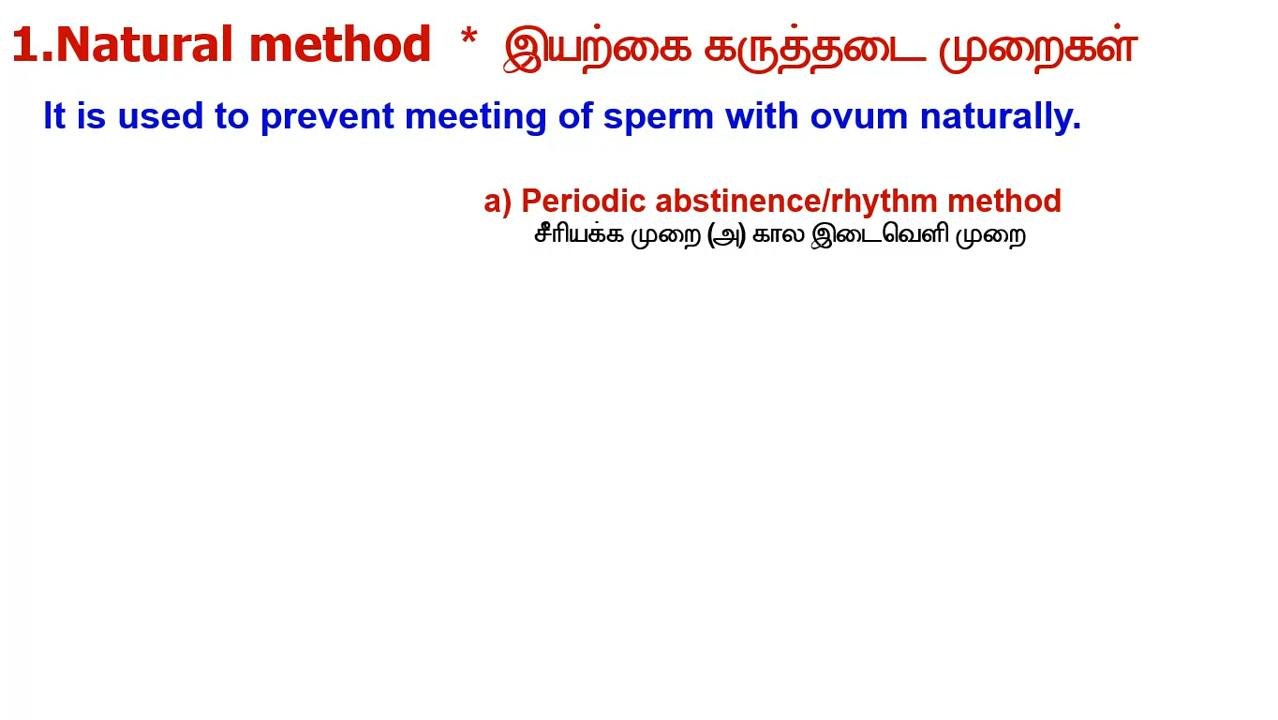 1.Natural method * இயற்கை கருத்தடை முறைகள்
It is used to prevent meeting of sperm with ovum naturally.
a) Periodic abstinence/rhythm method
சீரியக்க முறை (அ) கால இடைவெளி முறை